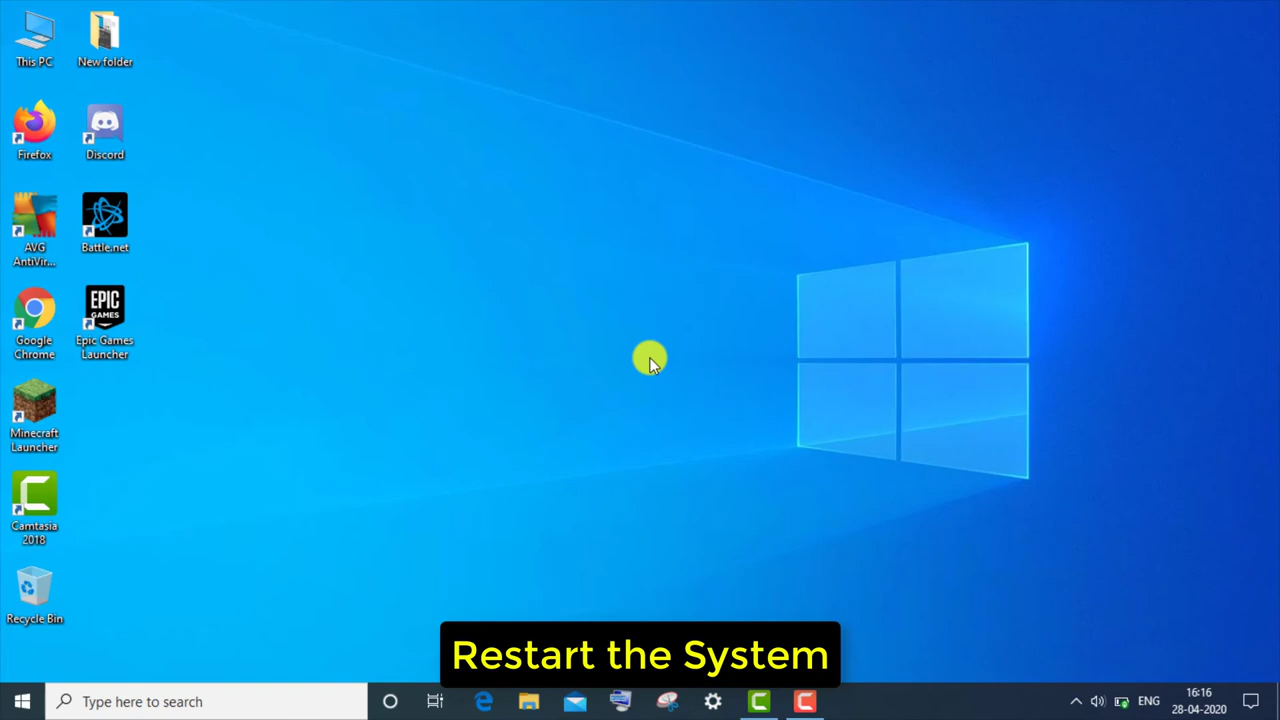 This PC
New folder
Firefox
Discord
AVG
AntiVir...
Battle.net
EPIC
GAMES
Google
Chrome
Epic Games
Launcher
Minecraft
Launcher
Camtasia
2018
Recycle Bin
Restart the System
Type here to search
ENG
16:16
28-04-2020